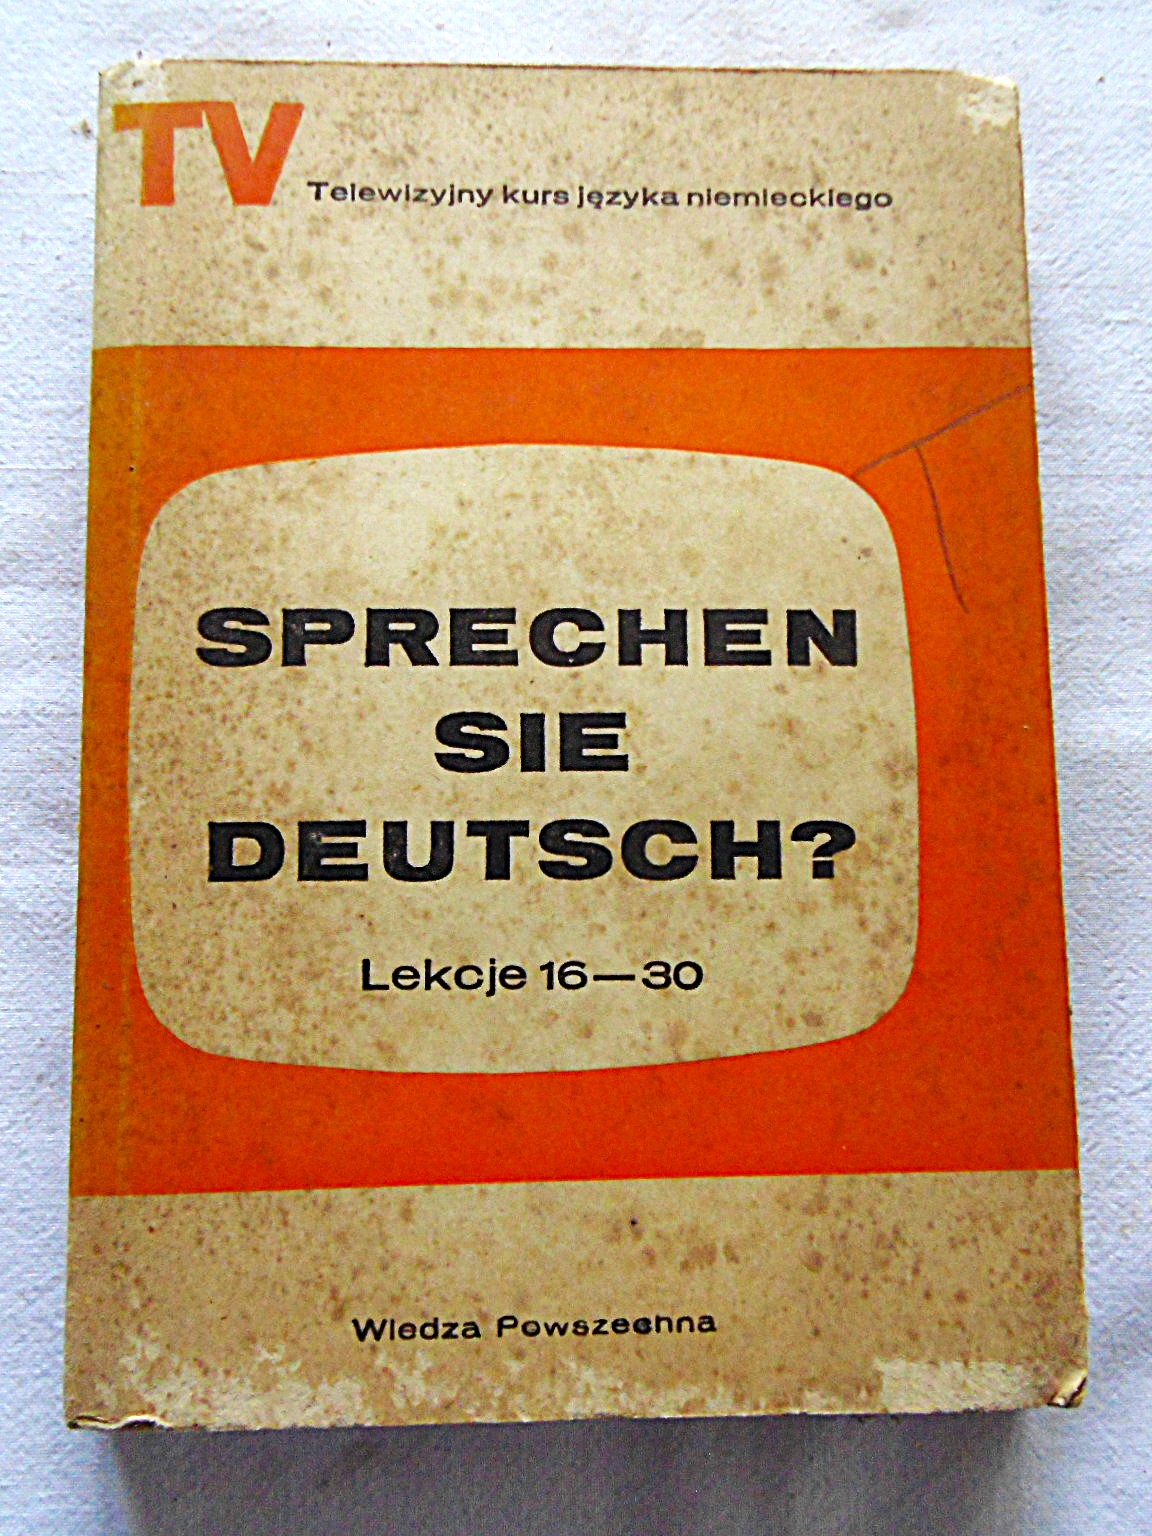 TV
Telewizyjny kurs języka niemieckiego
SPRECHEN
SIE
DEUTSCH?
Lekcje 16—30
Wiedza Powszechna